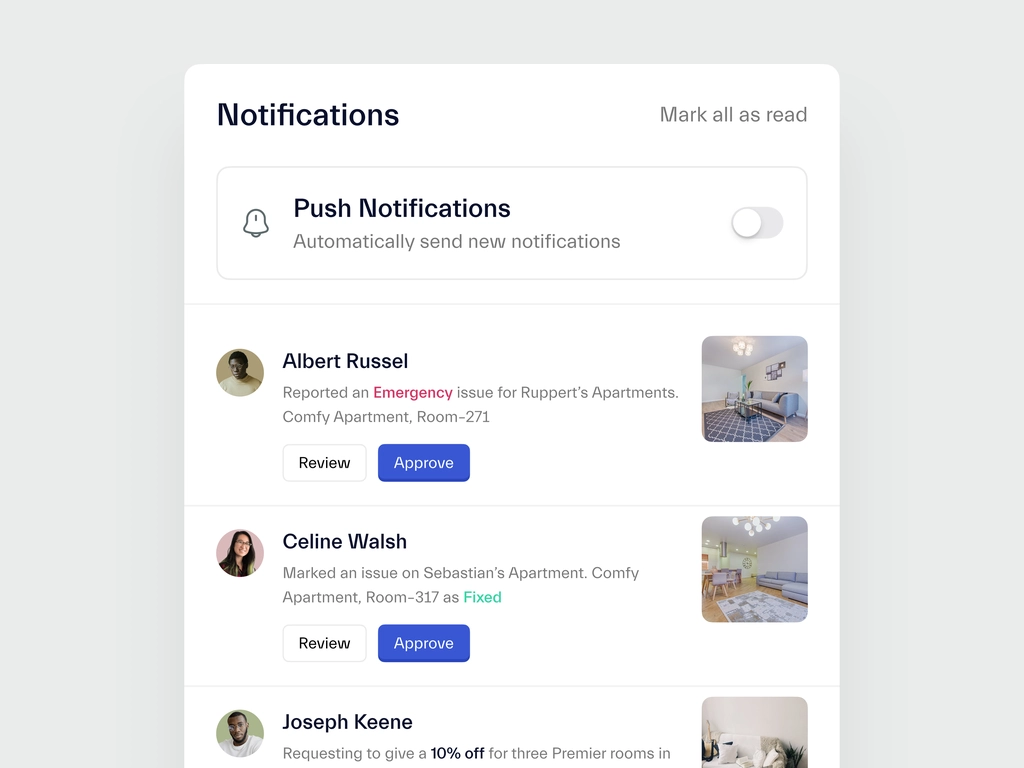 Notifications
Mark all as read
Push Notifications
Automatically send new notifications
Albert Russel
Reported an Emergency issue for Ruppert’s Apartments.
Comfy Apartment, Room–271
Review
Approve
Celine Walsh
Marked an issue on Sebastian’s Apartment. Comfy
Apartment, Room–317 as Fixed
Review
Approve
Joseph Keene
Requesting to give a 10% off for three Premier rooms in